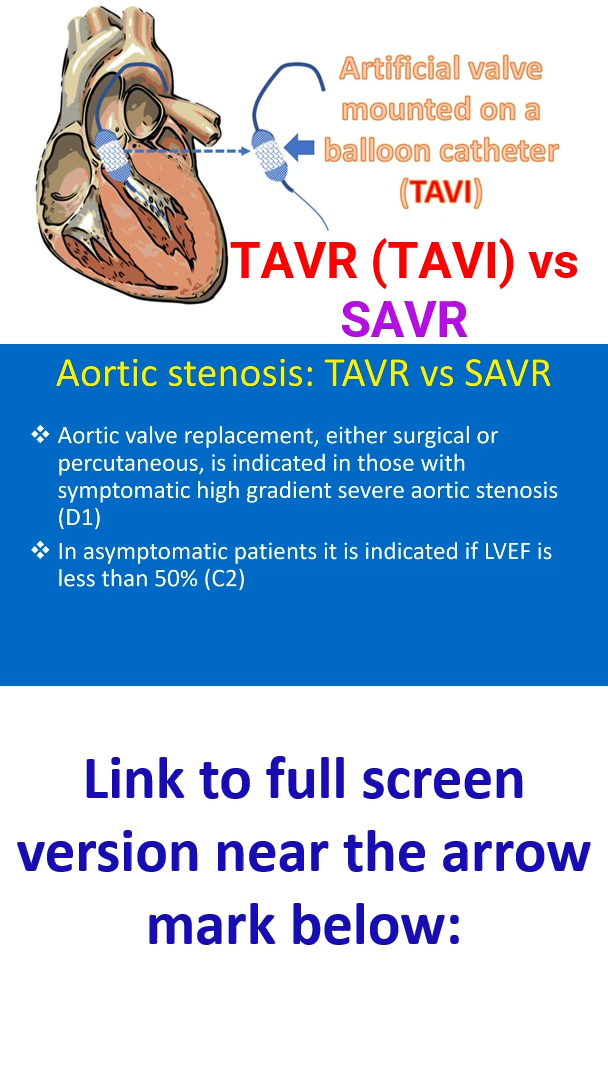 Artificial valve
mounted on a
balloon catheter
(TAVI)
TAVR (TAVI) vs
SAVR
Aortic stenosis: TAVR vs SAVR
❖ Aortic valve replacement, either surgical or
percutaneous, is indicated in those with
symptomatic high gradient severe aortic stenosis
(D1)
❖ In asymptomatic patients it is indicated if LVEF is
less than 50% (C2)
Link to full screen
version near the arrow
mark below: